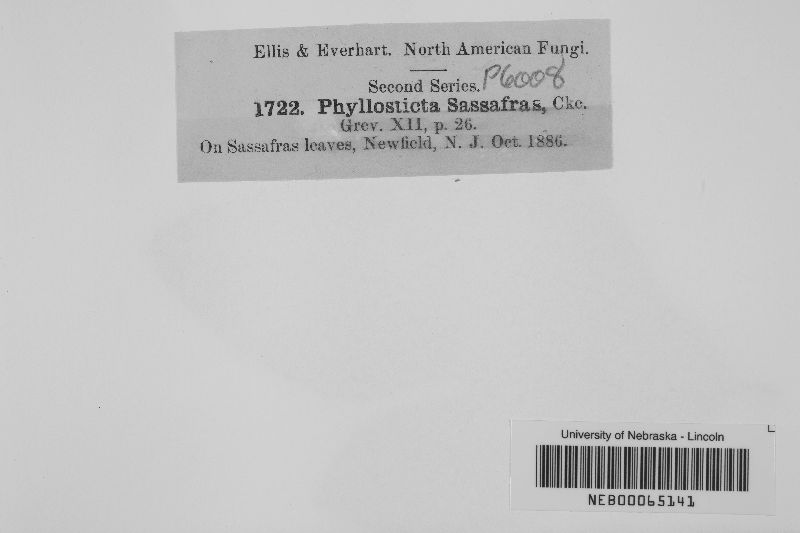 Ellis & Everhart. North American Fungi.
Second Series. P6008
1722. Phyllosticta Sassafras, Cke.
Grev. XII, p. 26.
On Sassafras leaves, Newfield, N. J. Oct. 1886.
University of Nebraska - Lincoln
NEB00065141